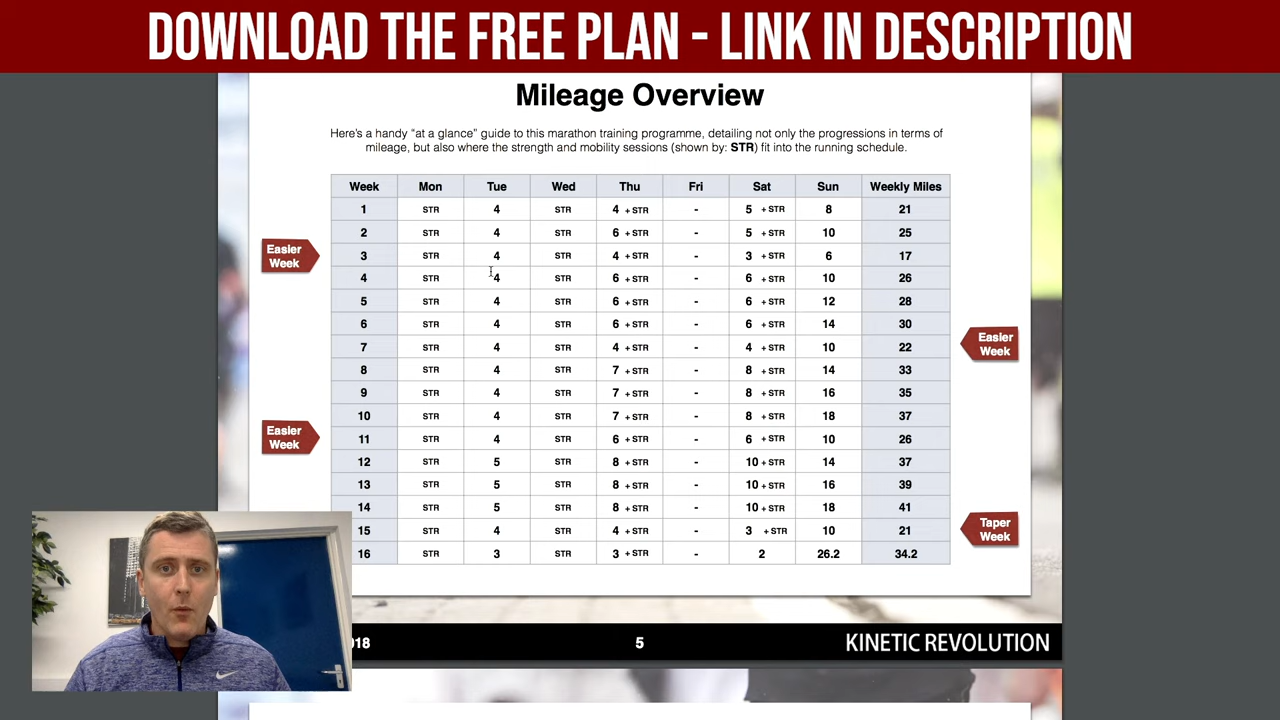 DOWNLOAD THE FREE PLAN - LINK IN DESCRIPTION
Mileage Overview
Here's a handy “at a glance” guide to this marathon training programme, detailing not only the progressions in terms of
mileage, but also where the strength and mobility sessions (shown by: STR) fit into the running schedule.
Week Mon Tue Wed Thu Fri Sat Sun Weekly Miles
1 STR 4 STR 4 + STR - 5 + STR 8 21
2 STR 4 STR 6 + STR - 5 + STR 10 25
Easier
Week
3 STR 4 STR 4 + STR - 3 + STR 6 17
4 STR 4 STR 6 + STR - 6 + STR 10 26
5 STR 4 STR 6 + STR - 6 + STR 12 28
6 STR 4 STR 6 + STR - 6 + STR 14 30
7 STR 4 STR 4 + STR - 4 + STR 10 22
Easier
Week
8 STR 4 STR 7 + STR - 8 + STR 14 33
9 STR 4 STR 7 + STR - 8 + STR 16 35
10 STR 4 STR 7 + STR - 8 + STR 18 37
Easier
Week
11 STR 4 STR 6 + STR - 6 + STR 10 26
12 STR 5 STR 8 + STR - 10 + STR 14 37
13 STR 5 STR 8 + STR - 10 + STR 16 39
14 STR 5 STR 8 + STR - 10 + STR 18 41
15 STR 4 STR 4 + STR - 3 + STR 10 21
Taper
Week
16 STR 3 STR 3 + STR - 2 26.2 34.2
018 5 KINETIC REVOLUTION